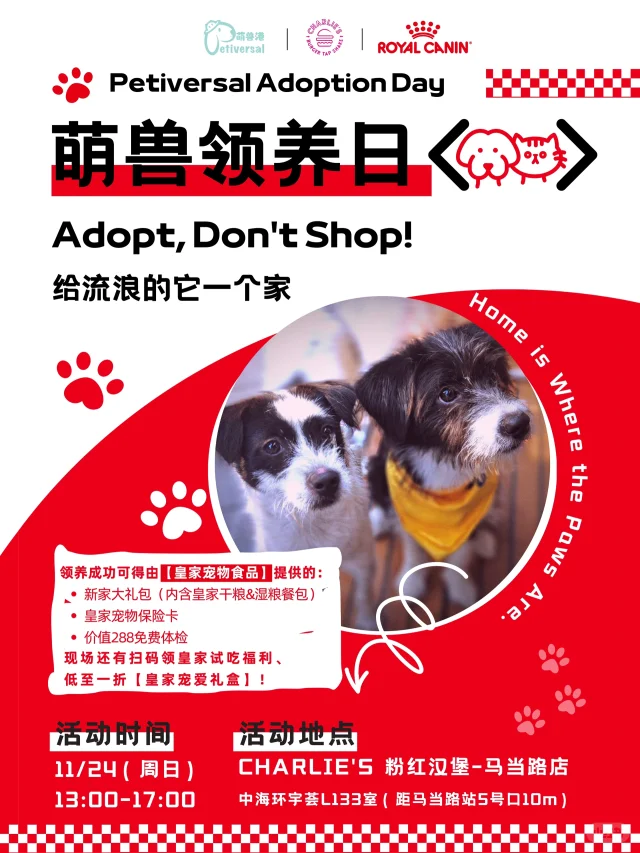 萌兽港
Petiversal
CHARLIE'S
BURGER TAP SHAKE
ROYAL CANIN
Petiversal Adoption Day
萌兽领养日
Adopt, Don't Shop!
给流浪的它一个家
Home is Where the Paws Are.
领养成功可得由【皇家宠物食品】提供的:
• 新家大礼包（内含皇家干粮&湿粮餐包）
• 皇家宠物保险卡
• 价值288免费体检
现场还有扫码领皇家试吃福利、
低至一折【皇家宠爱礼盒】！
活动时间
11/24 ( 周日 )
13:00-17:00
活动地点
CHARLIE'S 粉红汉堡-马当路店
中海环宇荟L133室 ( 距马当路站5号口10m )